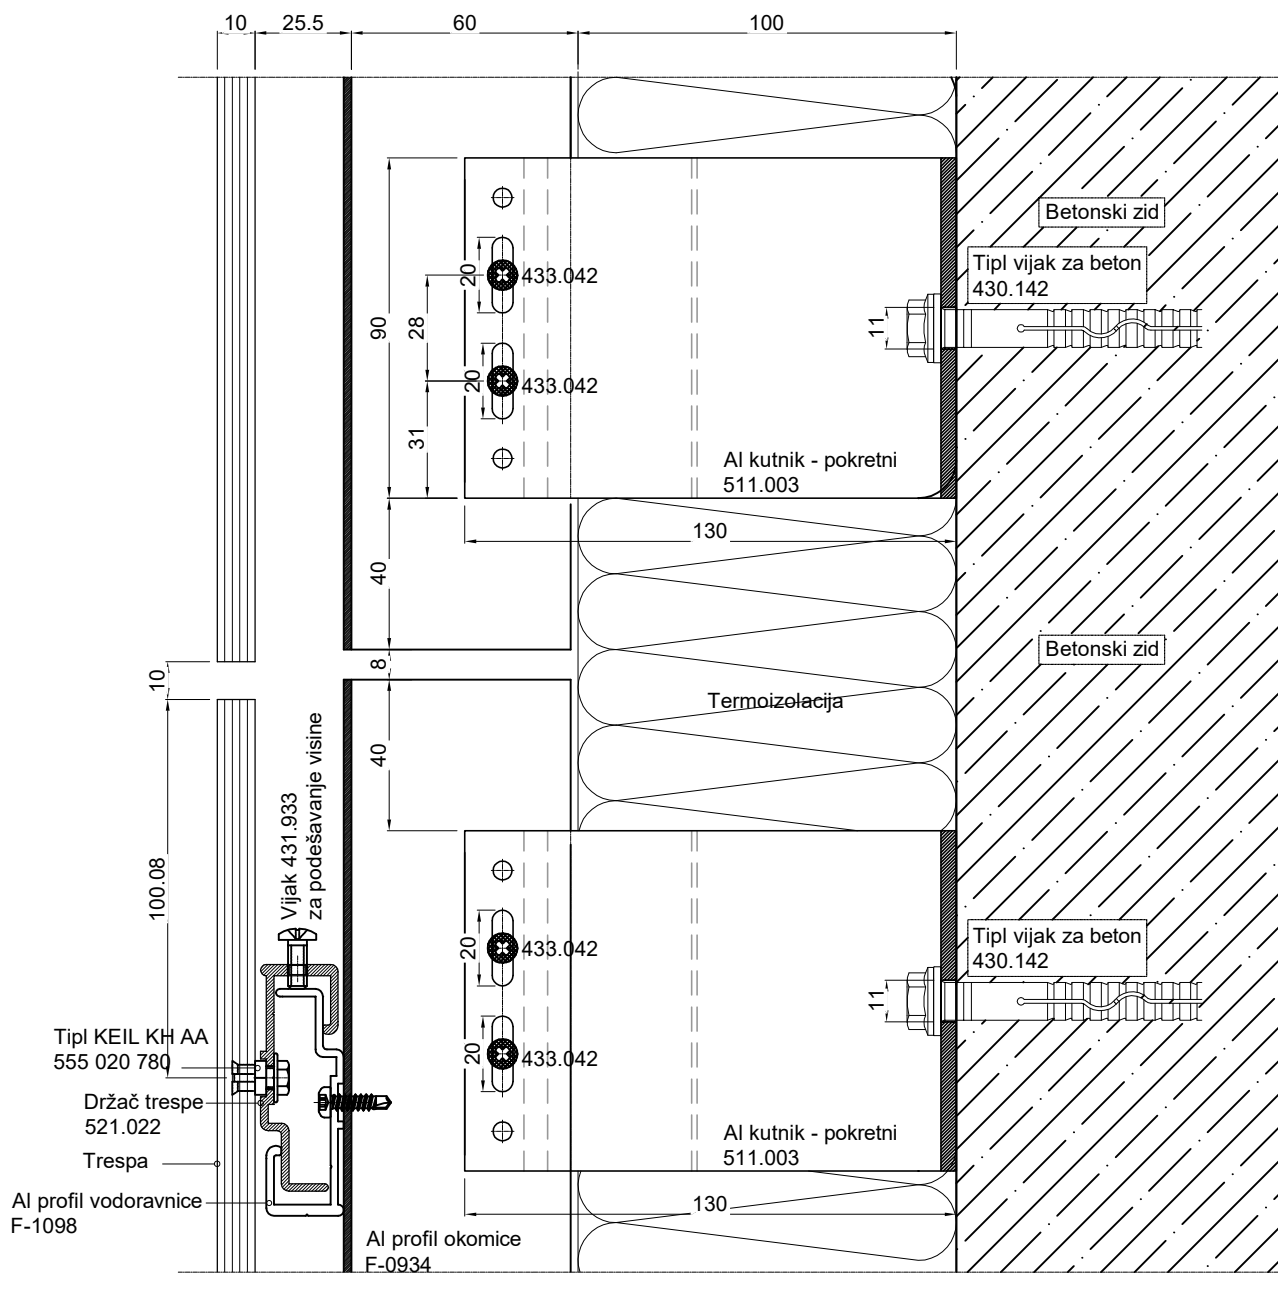 10
25.5
60
100
Betonski zid
Tipl vijak za beton
430.142
20
433.042
28
90
11
20
433.042
31
Al kutnik - pokretni
511.003
130
40
8
10
Betonski zid
Termoizolacija
40
Vijak 431.933
za podešavanje visine
100.08
Tipl vijak za beton
430.142
20
433.042
11
20
433.042
Tipl KEIL KH AA
555 020 780
Držač trespe
521.022
Trespa
Al kutnik - pokretni
511.003
Al profil vodoravnice
F-1098
130
Al profil okomice
F-0934